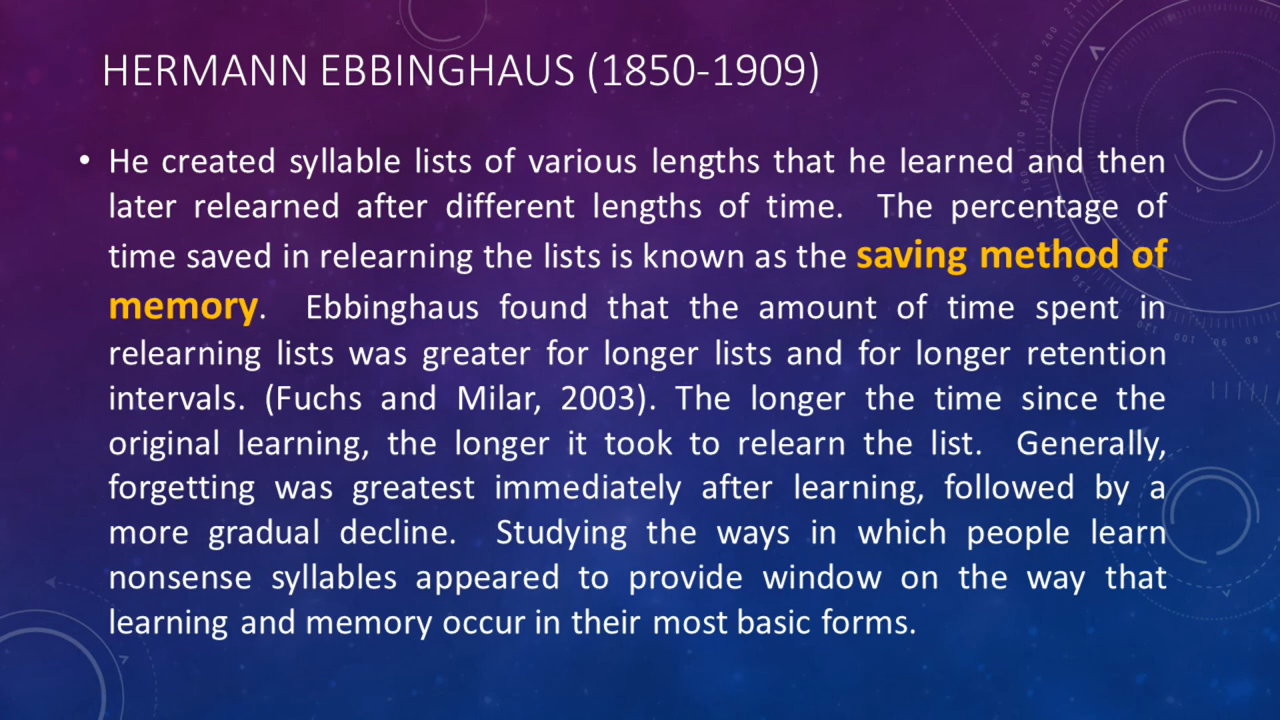 HERMANN EBBINGHAUS (1850-1909)
• He created syllable lists of various lengths that he learned and then
later relearned after different lengths of time. The percentage of
time saved in relearning the lists is known as the saving method of
memory. Ebbinghaus found that the amount of time spent in
relearning lists was greater for longer lists and for longer retention
intervals. (Fuchs and Milar, 2003). The longer the time since the
original learning, the longer it took to relearn the list. Generally,
forgetting was greatest immediately after learning, followed by a
more gradual decline. Studying the ways in which people learn
nonsense syllables appeared to provide window on the way that
learning and memory occur in their most basic forms.